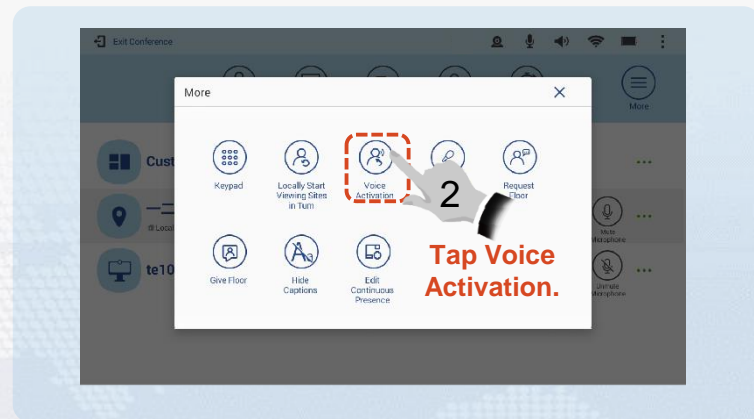 Exit Conference
More
More
Keypad
Locally Start
Viewing Sites
in Turn
Voice
Activation
Request
Floor
2
Give Floor
Hide
Captions
Edit
Continuous
Presence
Tap Voice
Activation.
Cust
Local
Mute
Microphone
te10
Unmute
Microphone